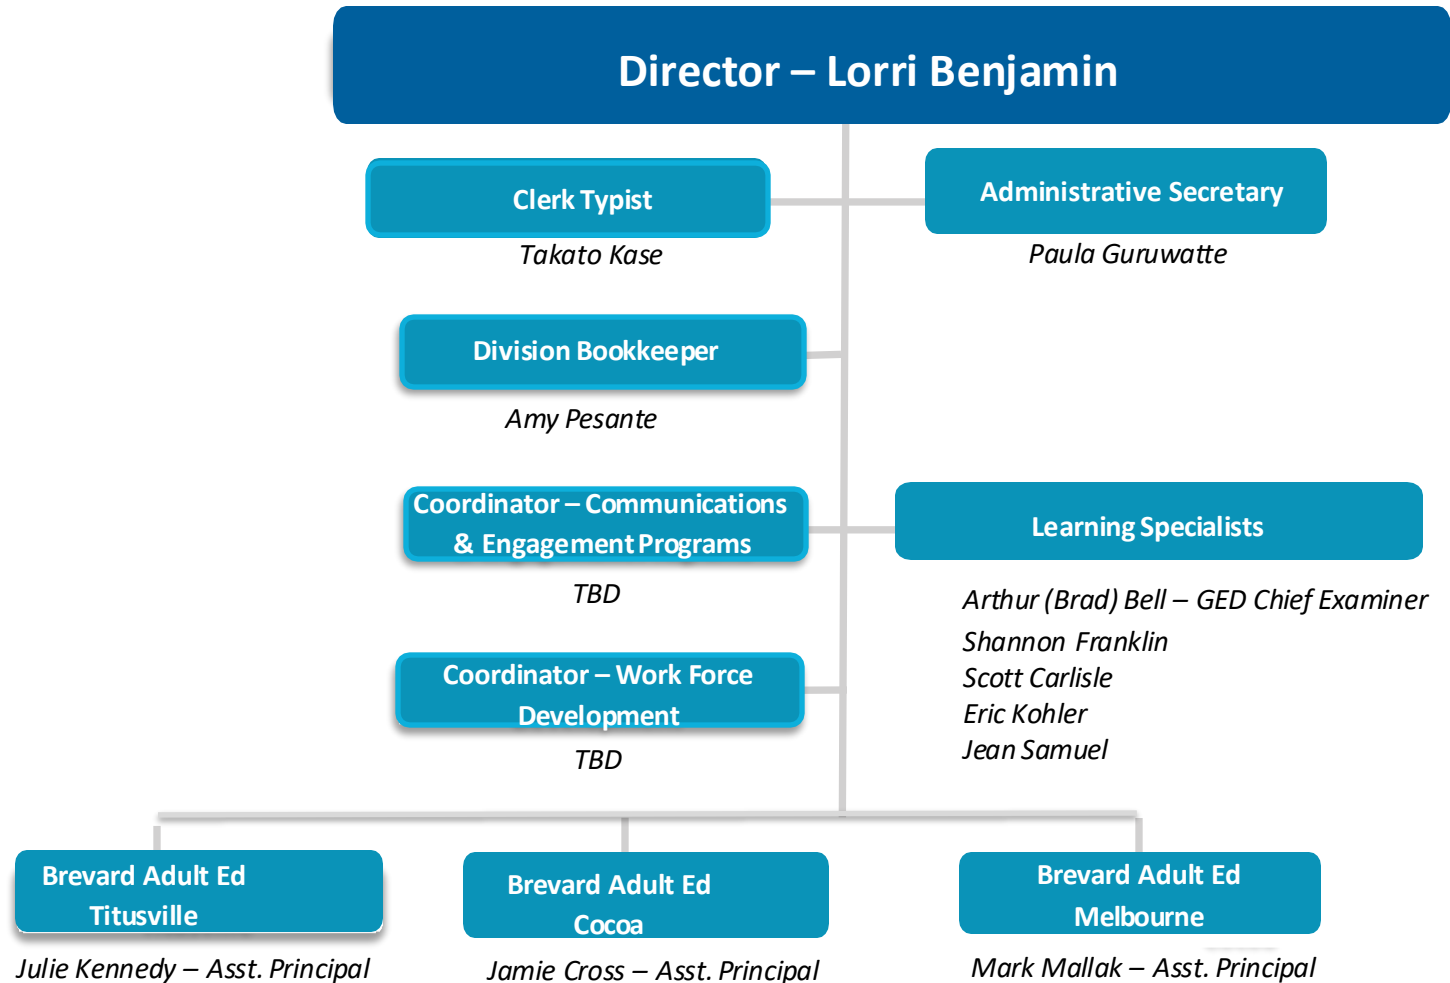 Director – Lorri Benjamin
Clerk Typist
Takato Kase
Administrative Secretary
Paula Guruwatte
Division Bookkeeper
Amy Pesante
Coordinator – Communications
& Engagement Programs
TBD
Learning Specialists
Arthur (Brad) Bell – GED Chief Examiner
Shannon Franklin
Scott Carlisle
Eric Kohler
Jean Samuel
Coordinator – Work Force
Development
TBD
Brevard Adult Ed
Titusville
Julie Kennedy – Asst. Principal
Brevard Adult Ed
Cocoa
Jamie Cross – Asst. Principal
Brevard Adult Ed
Melbourne
Mark Mallak – Asst. Principal